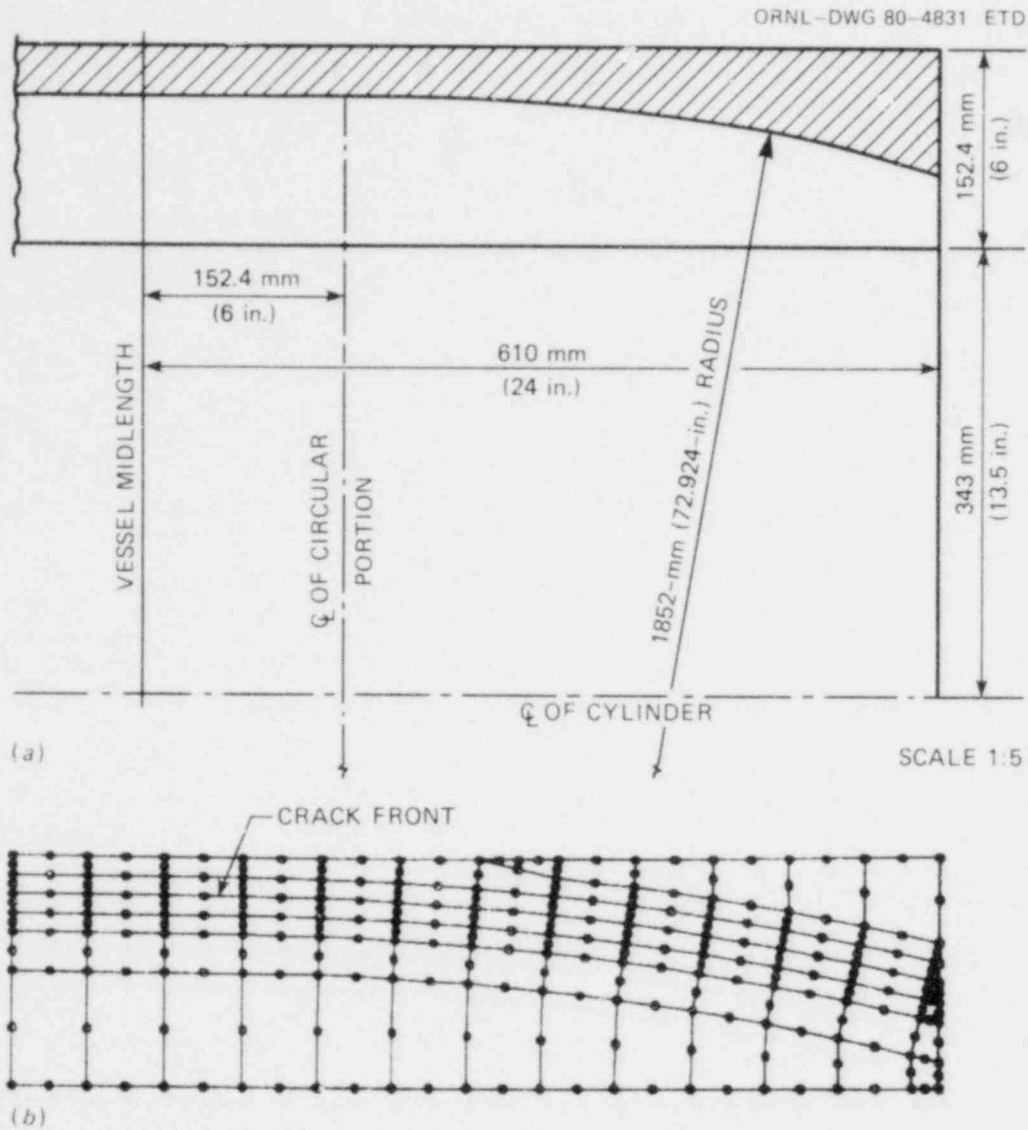 ORNL-DWG 80-4831 ETD
152.4 mm
(6 in.)
152.4 mm
(6 in.)
610 mm
(24 in.)
VESSEL MIDLENGTH
℄ OF CIRCULAR
PORTION
1852-mm (72.924-in.) RADIUS
343 mm
(13.5 in.)
℄ OF CYLINDER
(a)
SCALE 1:5
CRACK FRONT
(b)